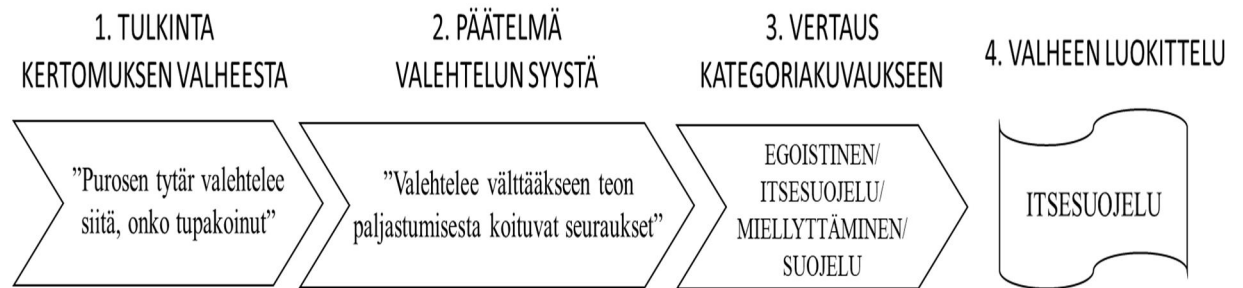 1. TULKINTA
KERTOMUKSEN VALHEESTA
2. PÄÄTELMÄ
VALEHTELUN SYYSTÄ
3. VERTAUS
KATEGORIAKUVAUKSEEN
4. VALHEEN LUOKITTELU
”Purosen tytär valehtelee
siitä, onko tupakoinut”
”Valehtelee välttääkseen teon
paljastumisesta koituvat seuraukset”
EGOISTINEN/
ITSESUOJELU/
MIELLYTTÄMINEN/
SUOJELU
ITSESUOJELU